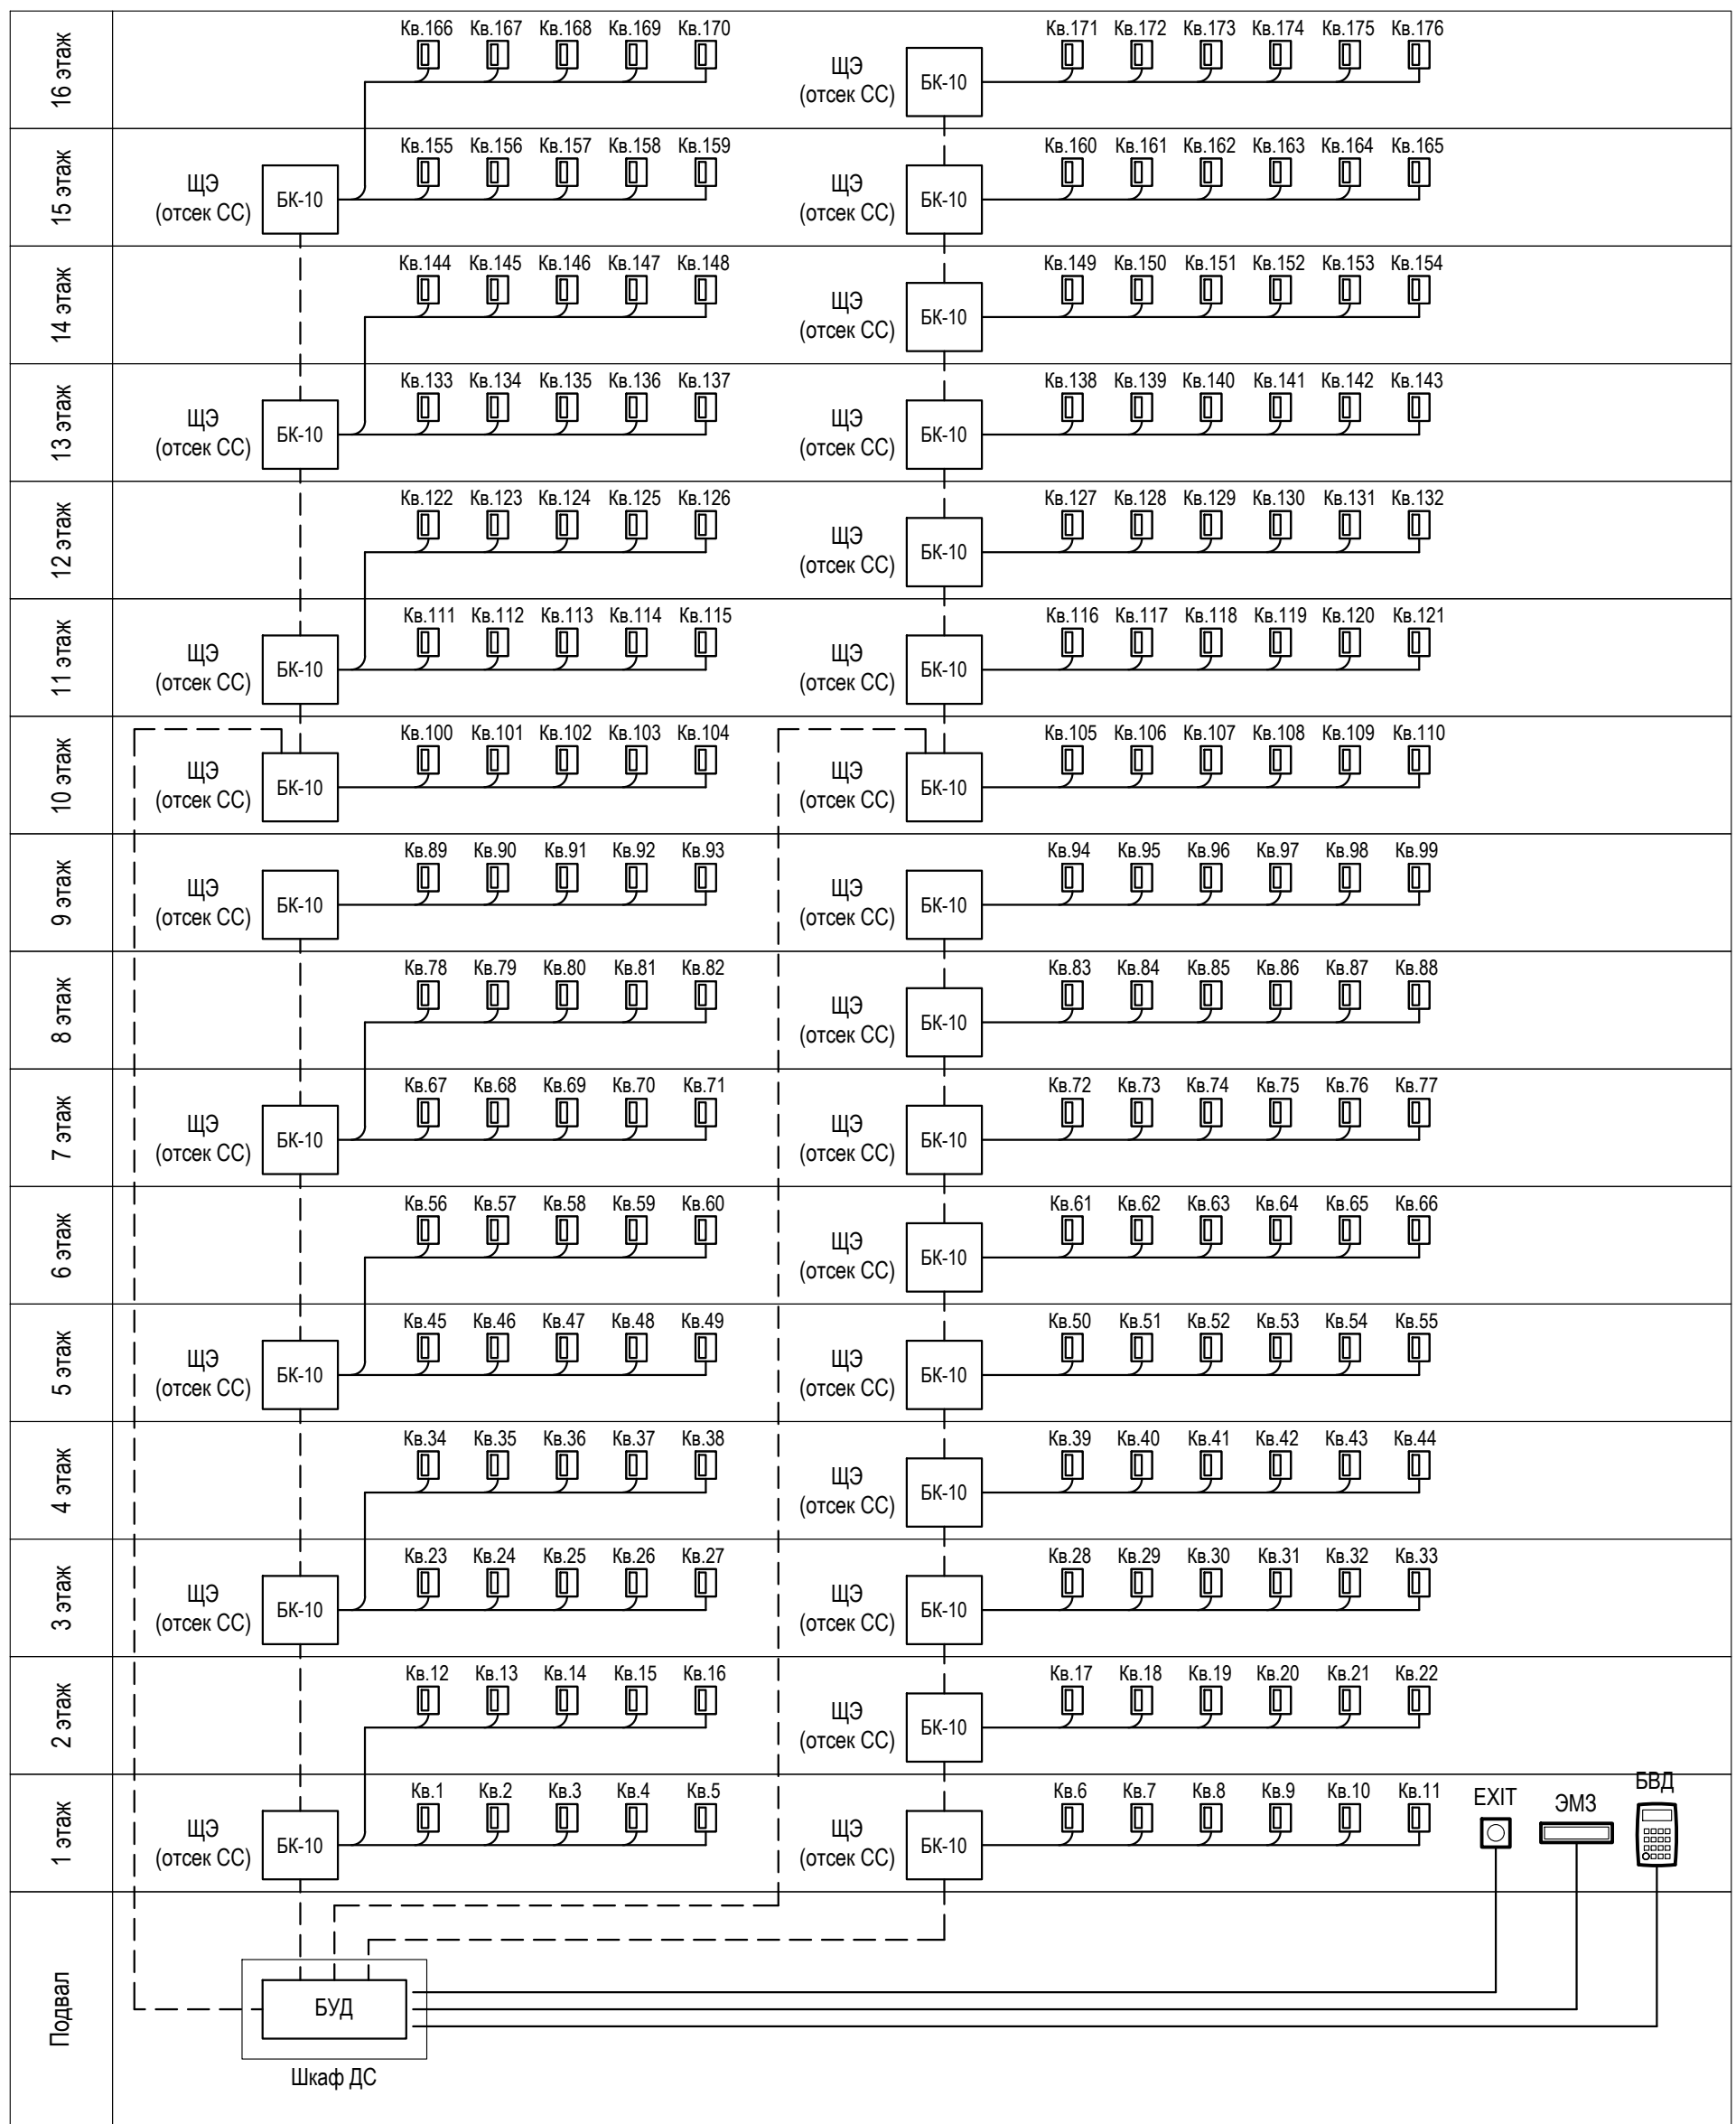 16 этаж
Кв.166 Кв.167 Кв.168 Кв.169 Кв.170
ЩЭ
(отсек СС)
БК-10
Кв.171 Кв.172 Кв.173 Кв.174 Кв.175 Кв.176
15 этаж
ЩЭ
(отсек СС)
БК-10
Кв.155 Кв.156 Кв.157 Кв.158 Кв.159
ЩЭ
(отсек СС)
БК-10
Кв.160 Кв.161 Кв.162 Кв.163 Кв.164 Кв.165
14 этаж
Кв.144 Кв.145 Кв.146 Кв.147 Кв.148
ЩЭ
(отсек СС)
БК-10
Кв.149 Кв.150 Кв.151 Кв.152 Кв.153 Кв.154
13 этаж
ЩЭ
(отсек СС)
БК-10
Кв.133 Кв.134 Кв.135 Кв.136 Кв.137
ЩЭ
(отсек СС)
БК-10
Кв.138 Кв.139 Кв.140 Кв.141 Кв.142 Кв.143
12 этаж
Кв.122 Кв.123 Кв.124 Кв.125 Кв.126
ЩЭ
(отсек СС)
БК-10
Кв.127 Кв.128 Кв.129 Кв.130 Кв.131 Кв.132
11 этаж
ЩЭ
(отсек СС)
БК-10
Кв.111 Кв.112 Кв.113 Кв.114 Кв.115
ЩЭ
(отсек СС)
БК-10
Кв.116 Кв.117 Кв.118 Кв.119 Кв.120 Кв.121
10 этаж
ЩЭ
(отсек СС)
БК-10
Кв.100 Кв.101 Кв.102 Кв.103 Кв.104
ЩЭ
(отсек СС)
БК-10
Кв.105 Кв.106 Кв.107 Кв.108 Кв.109 Кв.110
9 этаж
ЩЭ
(отсек СС)
БК-10
Кв.89 Кв.90 Кв.91 Кв.92 Кв.93
ЩЭ
(отсек СС)
БК-10
Кв.94 Кв.95 Кв.96 Кв.97 Кв.98 Кв.99
8 этаж
Кв.78 Кв.79 Кв.80 Кв.81 Кв.82
ЩЭ
(отсек СС)
БК-10
Кв.83 Кв.84 Кв.85 Кв.86 Кв.87 Кв.88
7 этаж
ЩЭ
(отсек СС)
БК-10
Кв.67 Кв.68 Кв.69 Кв.70 Кв.71
ЩЭ
(отсек СС)
БК-10
Кв.72 Кв.73 Кв.74 Кв.75 Кв.76 Кв.77
6 этаж
Кв.56 Кв.57 Кв.58 Кв.59 Кв.60
ЩЭ
(отсек СС)
БК-10
Кв.61 Кв.62 Кв.63 Кв.64 Кв.65 Кв.66
5 этаж
ЩЭ
(отсек СС)
БК-10
Кв.45 Кв.46 Кв.47 Кв.48 Кв.49
ЩЭ
(отсек СС)
БК-10
Кв.50 Кв.51 Кв.52 Кв.53 Кв.54 Кв.55
4 этаж
Кв.34 Кв.35 Кв.36 Кв.37 Кв.38
ЩЭ
(отсек СС)
БК-10
Кв.39 Кв.40 Кв.41 Кв.42 Кв.43 Кв.44
3 этаж
ЩЭ
(отсек СС)
БК-10
Кв.23 Кв.24 Кв.25 Кв.26 Кв.27
ЩЭ
(отсек СС)
БК-10
Кв.28 Кв.29 Кв.30 Кв.31 Кв.32 Кв.33
2 этаж
Кв.12 Кв.13 Кв.14 Кв.15 Кв.16
ЩЭ
(отсек СС)
БК-10
Кв.17 Кв.18 Кв.19 Кв.20 Кв.21 Кв.22
1 этаж
ЩЭ
(отсек СС)
БК-10
Кв.1 Кв.2 Кв.3 Кв.4 Кв.5
ЩЭ
(отсек СС)
БК-10
Кв.6 Кв.7 Кв.8 Кв.9 Кв.10 Кв.11
EXIT
ЭМЗ
БВД
Подвал
БУД
Шкаф ДС